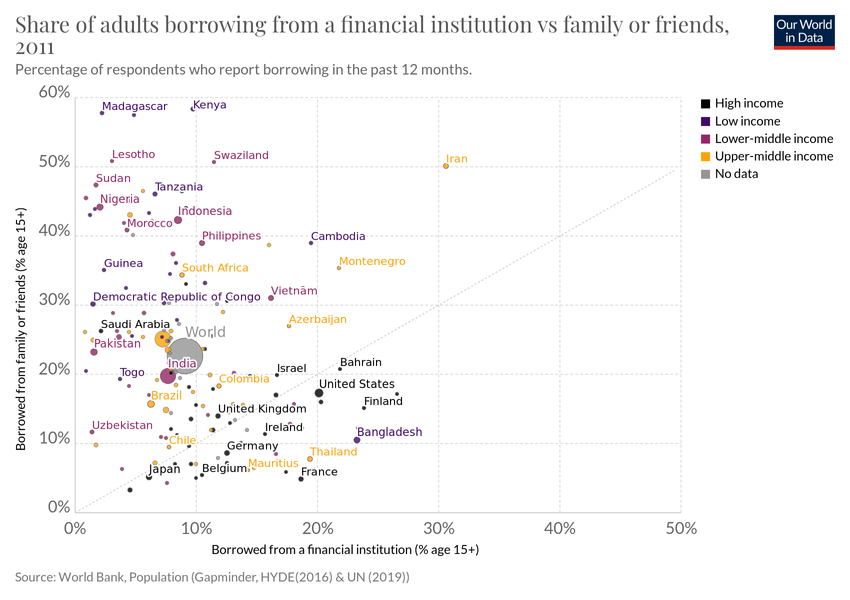 Share of adults borrowing from a financial institution vs family or friends,
2011
Our World
in Data
Percentage of respondents who report borrowing in the past 12 months.
60%
50%
40%
30%
20%
10%
0%
Borrowed from family or friends (% age 15+)
Madagascar
Kenya
Lesotho
Swaziland
Iran
Sudan
Tanzania
Nigeria
Indonesia
Morocco
Philippines
Cambodia
Guinea
South Africa
Montenegro
Democratic Republic of Congo
Vietnam
Saudi Arabia
World
Azerbaijan
Pakistan
India
Togo
Colombia
Israel
Bahrain
United States
Brazil
United Kingdom
Finland
Uzbekistan
Chile
Ireland
Bangladesh
Germany
Thailand
Japan
Belgium
Mauritius
France
0%
10%
20%
30%
40%
50%
Borrowed from a financial institution (% age 15+)
High income
Low income
Lower-middle income
Upper-middle income
No data
Source: World Bank, Population (Gapminder, HYDE(2016) & UN (2019))